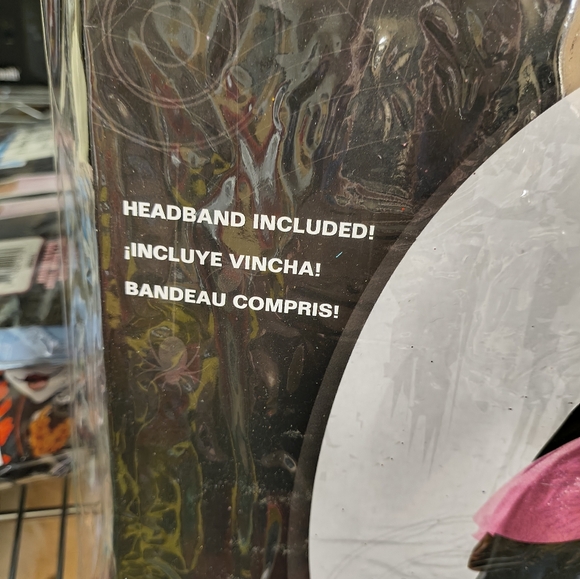 HEADBAND INCLUDED!
¡INCLUYE VINCHA!
BANDEAU COMPRIS!